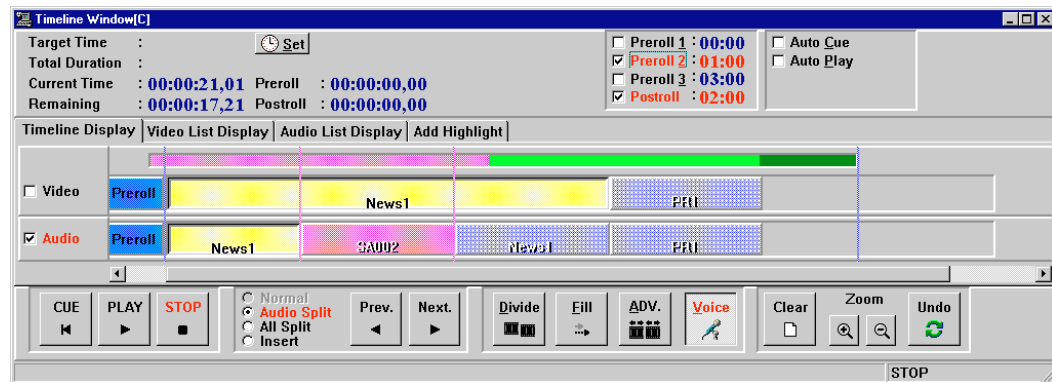 Timeline Window[C]
Target Time : Set
Total Duration :
Current Time : 00:00:21,01 Preroll : 00:00:00,00
Remaining : 00:00:17,21 Postroll : 00:00:00,00
Preroll 1 : 00:00
Preroll 2 : 01:00
Preroll 3 : 03:00
Postroll : 02:00
Auto Cue
Auto Play
Timeline Display Video List Display Audio List Display Add Highlight
Video Preroll News1 PR1
Audio Preroll News1 SA002 News1 PR1
CUE PLAY STOP
Normal
Audio Split
All Split
Insert
Prev. Next. Divide Fill ADV. Voice Clear Zoom Undo
STOP